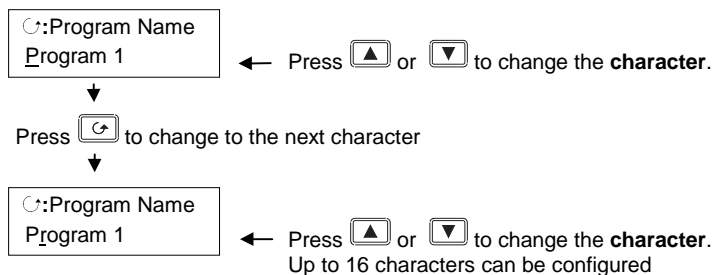 :Program Name
Program 1
Press or to change the character.
Press to change to the next character
:Program Name
Program 1
Press or to change the character.
Up to 16 characters can be configured